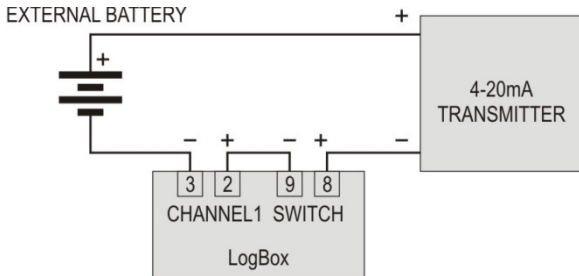 EXTERNAL BATTERY
+
+
4-20mA
TRANSMITTER
− + − + −
3 2 9 8
CHANNEL1 SWITCH
LogBox